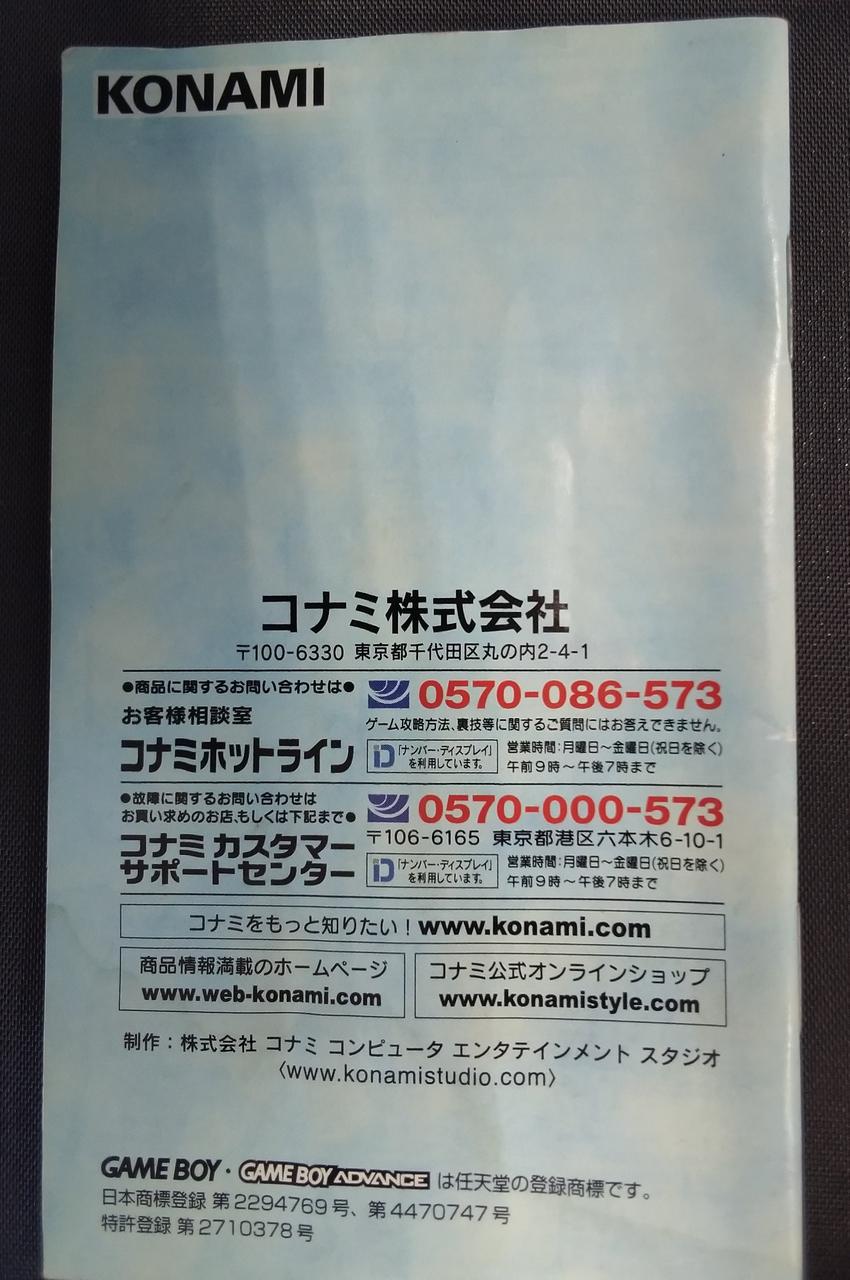 KONAMI
コナミ株式会社
〒100-6330 東京都千代田区丸の内2-4-1
●商品に関するお問い合わせは●
お客様相談室
コナミホットライン
0570-086-573
ゲーム攻略方法、裏技等に関するご質問にはお答えできません。
「ナンバー・ディスプレイ」
を利用しています。
営業時間:月曜日〜金曜日(祝日を除く)
午前9時〜午後7時まで
●故障に関するお問い合わせは
お買い求めのお店、もしくは下記まで●
コナミ カスタマー
サポートセンター
0570-000-573
〒106-6165 東京都港区六本木6-10-1
「ナンバー・ディスプレイ」
を利用しています。
営業時間:月曜日〜金曜日(祝日を除く)
午前9時〜午後7時まで
コナミをもっと知りたい!www.konami.com
商品情報満載のホームページ
www.web-konami.com
コナミ公式オンラインショップ
www.konamistyle.com
制作:株式会社 コナミ コンピュータ エンタテインメント スタジオ
〈www.konamistudio.com〉
GAME BOY・GAME BOY ADVANCE は任天堂の登録商標です。
日本商標登録 第2294769号、第4470747号
特許登録 第2710378号